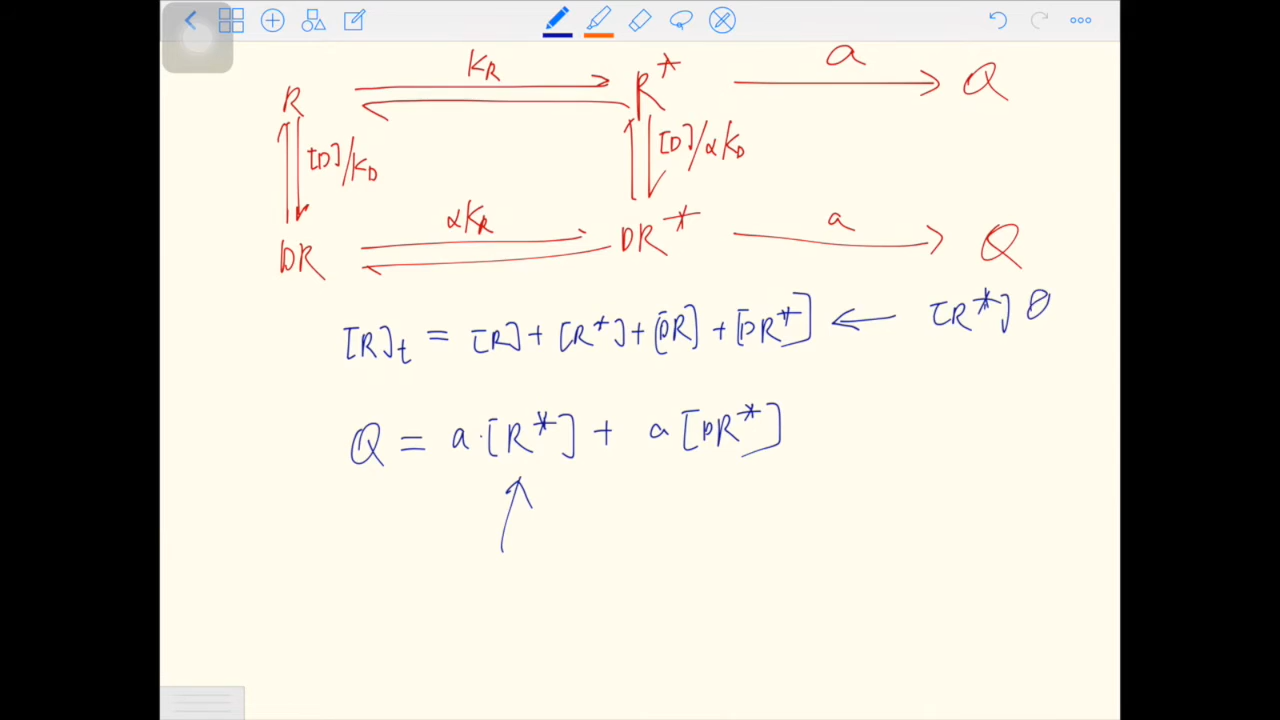 R ⇌ K_R R* → a Q
[D]/K_D [D]/αK_D
DR ⇌ αK_R DR* → a Q
[R]_t = [R] + [R*] + [DR] + [DR*] ← [R*] θ
Q = a·[R*] + a[DR*]